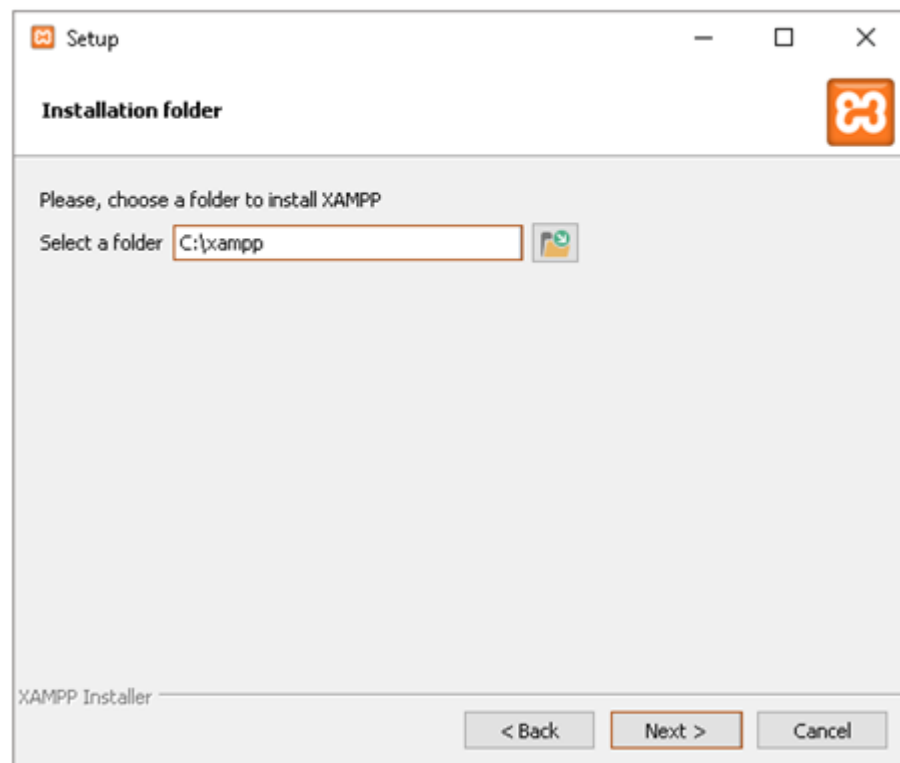 Setup
Installation folder
Please, choose a folder to install XAMPP
Select a folder C:\xampp
XAMPP Installer
< Back Next > Cancel